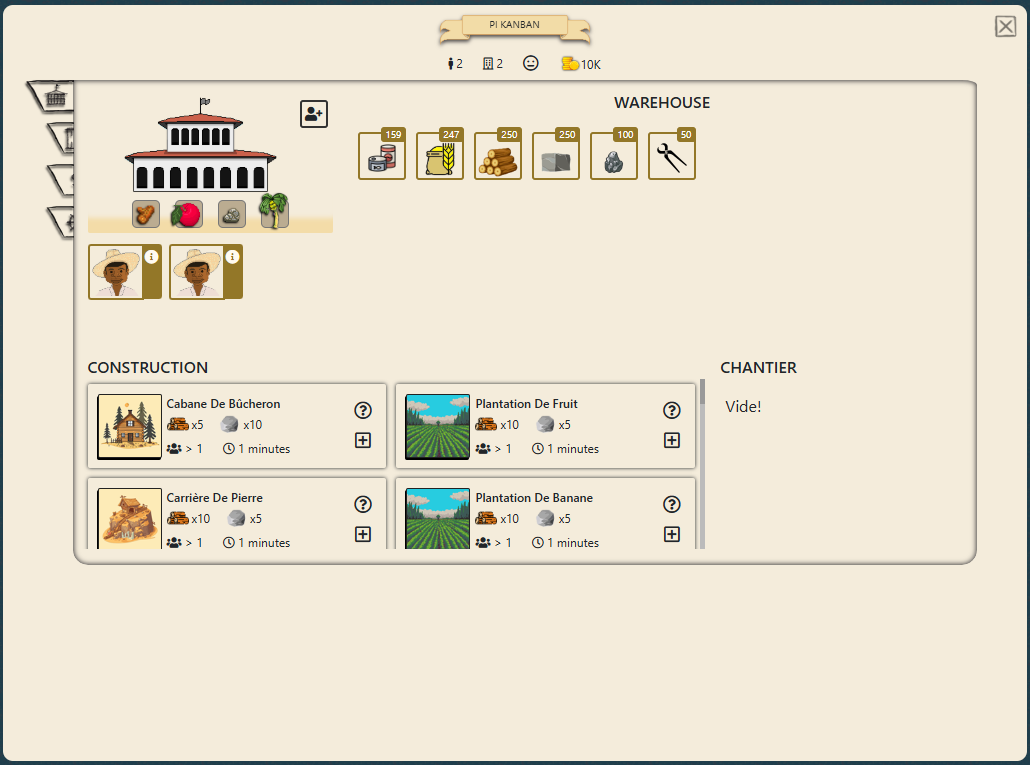 PI KANBAN
2 2 10K
WAREHOUSE
159 247 250 250 100 50
i i
CONSTRUCTION
CHANTIER
Vide!
Cabane De Bûcheron
x5 x10
> 1 1 minutes
Plantation De Fruit
x10 x5
> 1 1 minutes
Carrière De Pierre
x10 x5
> 1 1 minutes
Plantation De Banane
x10 x5
> 1 1 minutes